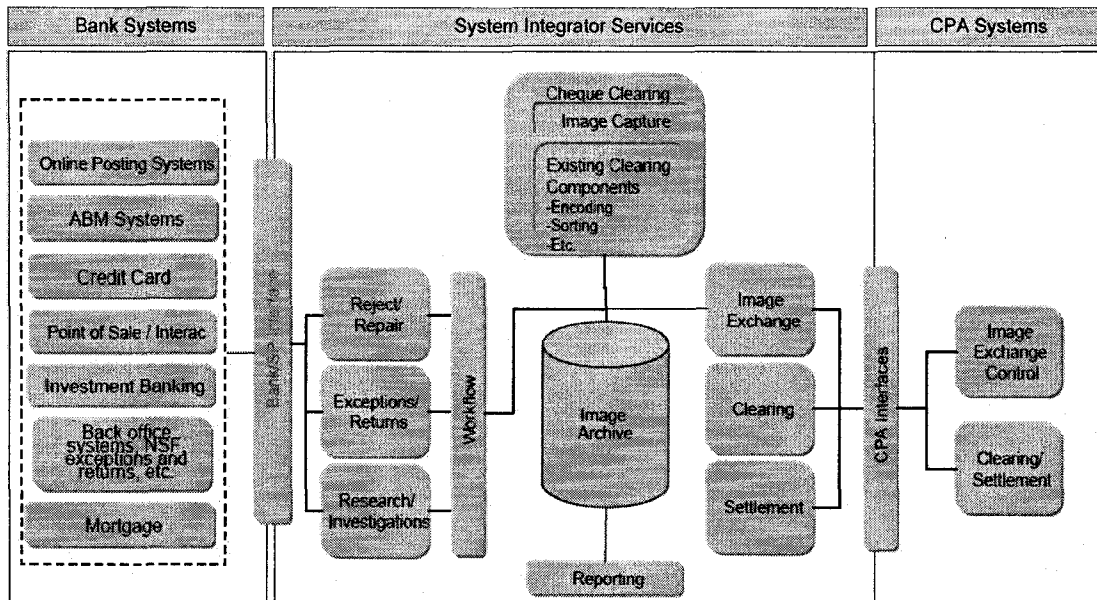 Bank Systems
System Integrator Services
CPA Systems
Online Posting Systems
ABM Systems
Credit Card
Point of Sale / Interac
Investment Banking
Back office
systems, NSF,
exceptions and
returns, etc.
Mortgage
Bank/SP Interface
Reject/
Repair
Exceptions/
Returns
Research/
Investigations
Workflow
Cheque Clearing
Image Capture
Existing Clearing
Components
-Encoding
-Sorting
-Etc.
Image
Archive
Reporting
Image
Exchange
Clearing
Settlement
CPA Interfaces
Image
Exchange
Control
Clearing/
Settlement